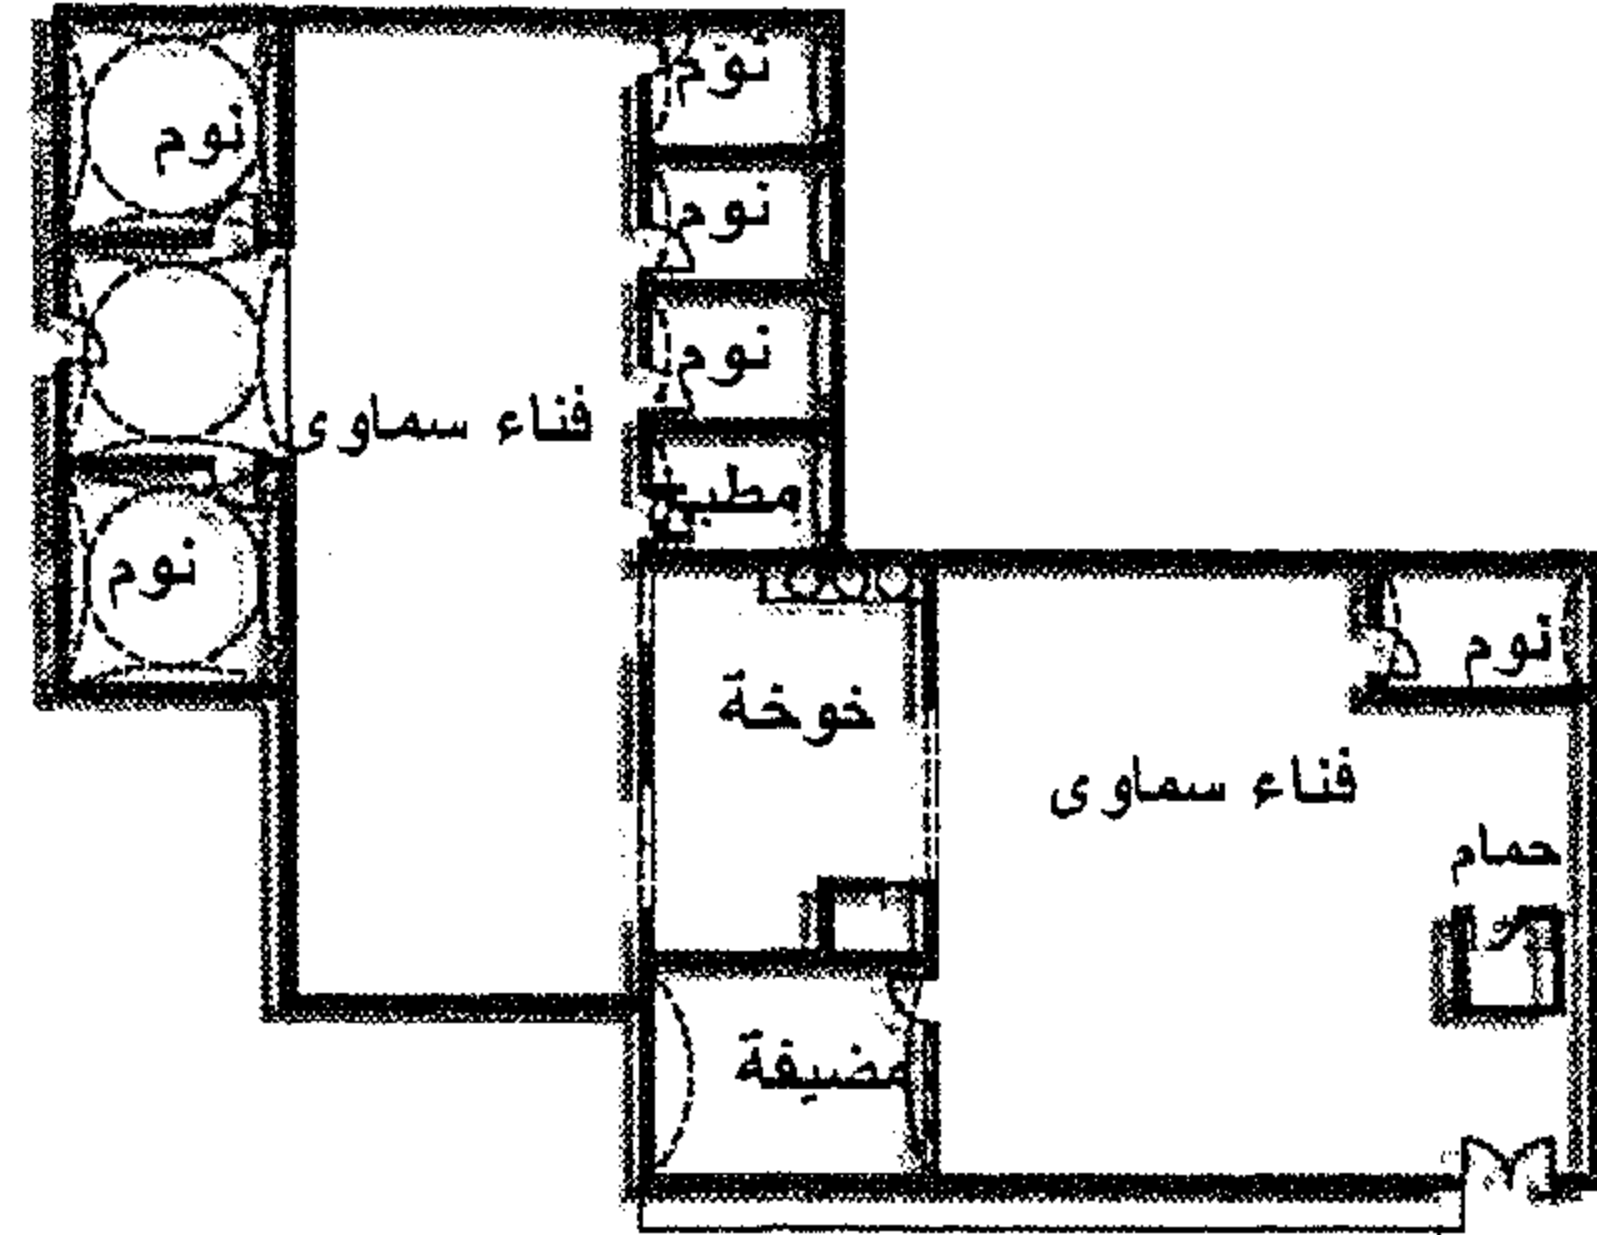 نوم
نوم
نوم
نوم
فناء سماوى
مطبخ
نوم
نوم
خوخة
فناء سماوى
حمام
مضيفة